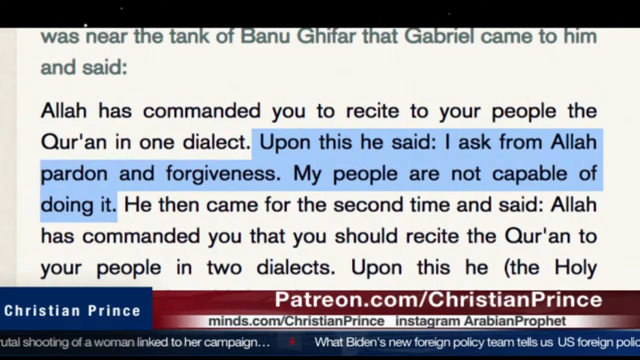 was near the tank of Banu Ghifar that Gabriel came to him
and said:
Allah has commanded you to recite to your people the
Qur'an in one dialect. Upon this he said: I ask from Allah
pardon and forgiveness. My people are not capable of
doing it. He then came for the second time and said: Allah
has commanded you that you should recite the Qur'an to
your people in two dialects. Upon this he (the Holy
Christian Prince
Patreon.com/ChristianPrince
minds.com/ChristianPrince instagram ArabianProphet
rutal shooting of a woman linked to her campaign… What Biden's new foreign policy team tells us US foreign polic